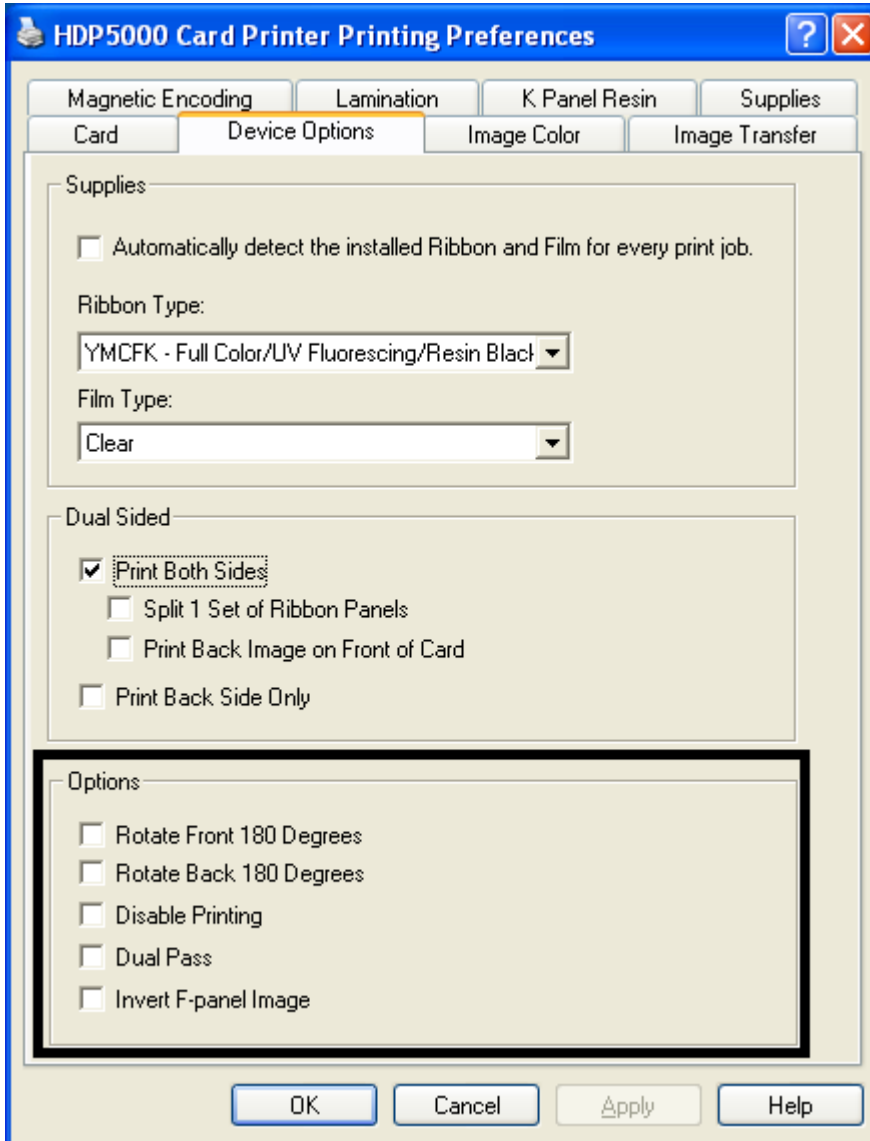 HDP5000 Card Printer Printing Preferences
Magnetic Encoding Lamination K Panel Resin Supplies
Card Device Options Image Color Image Transfer
Supplies
Automatically detect the installed Ribbon and Film for every print job.
Ribbon Type:
YMCFK - Full Color/UV Fluorescing/Resin Black
Film Type:
Clear
Dual Sided
Print Both Sides
Split 1 Set of Ribbon Panels
Print Back Image on Front of Card
Print Back Side Only
Options
Rotate Front 180 Degrees
Rotate Back 180 Degrees
Disable Printing
Dual Pass
Invert F-panel Image
OK Cancel Apply Help